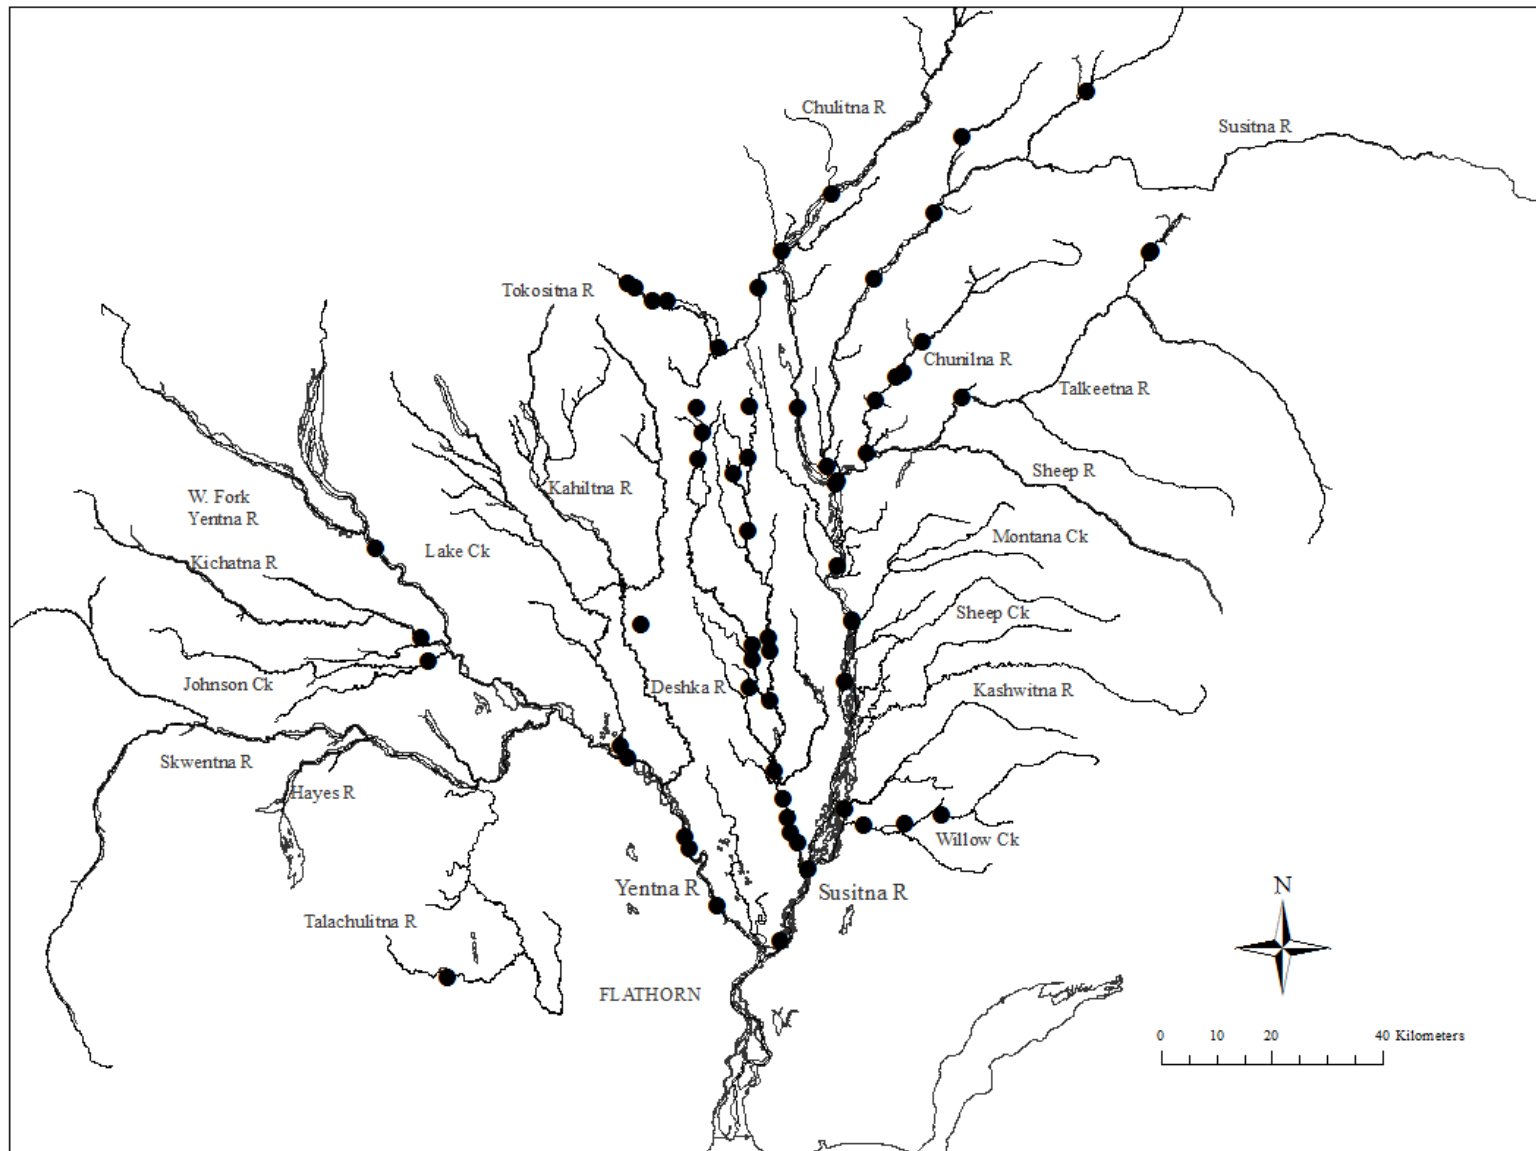 Chulitna R
Susitna R
Tokositna R
Chunilna R
Talkeetna R
Sheep R
Kahiltna R
W. Fork
Yentna R
Montana Ck
Lake Ck
Kichatna R
Sheep Ck
Johnson Ck
Deshka R
Kashwitna R
Skwentna R
Hayes R
Willow Ck
Yentna R
Susitna R
N
Talachulitna R
FLATHORN
0 10 20 40 Kilometers